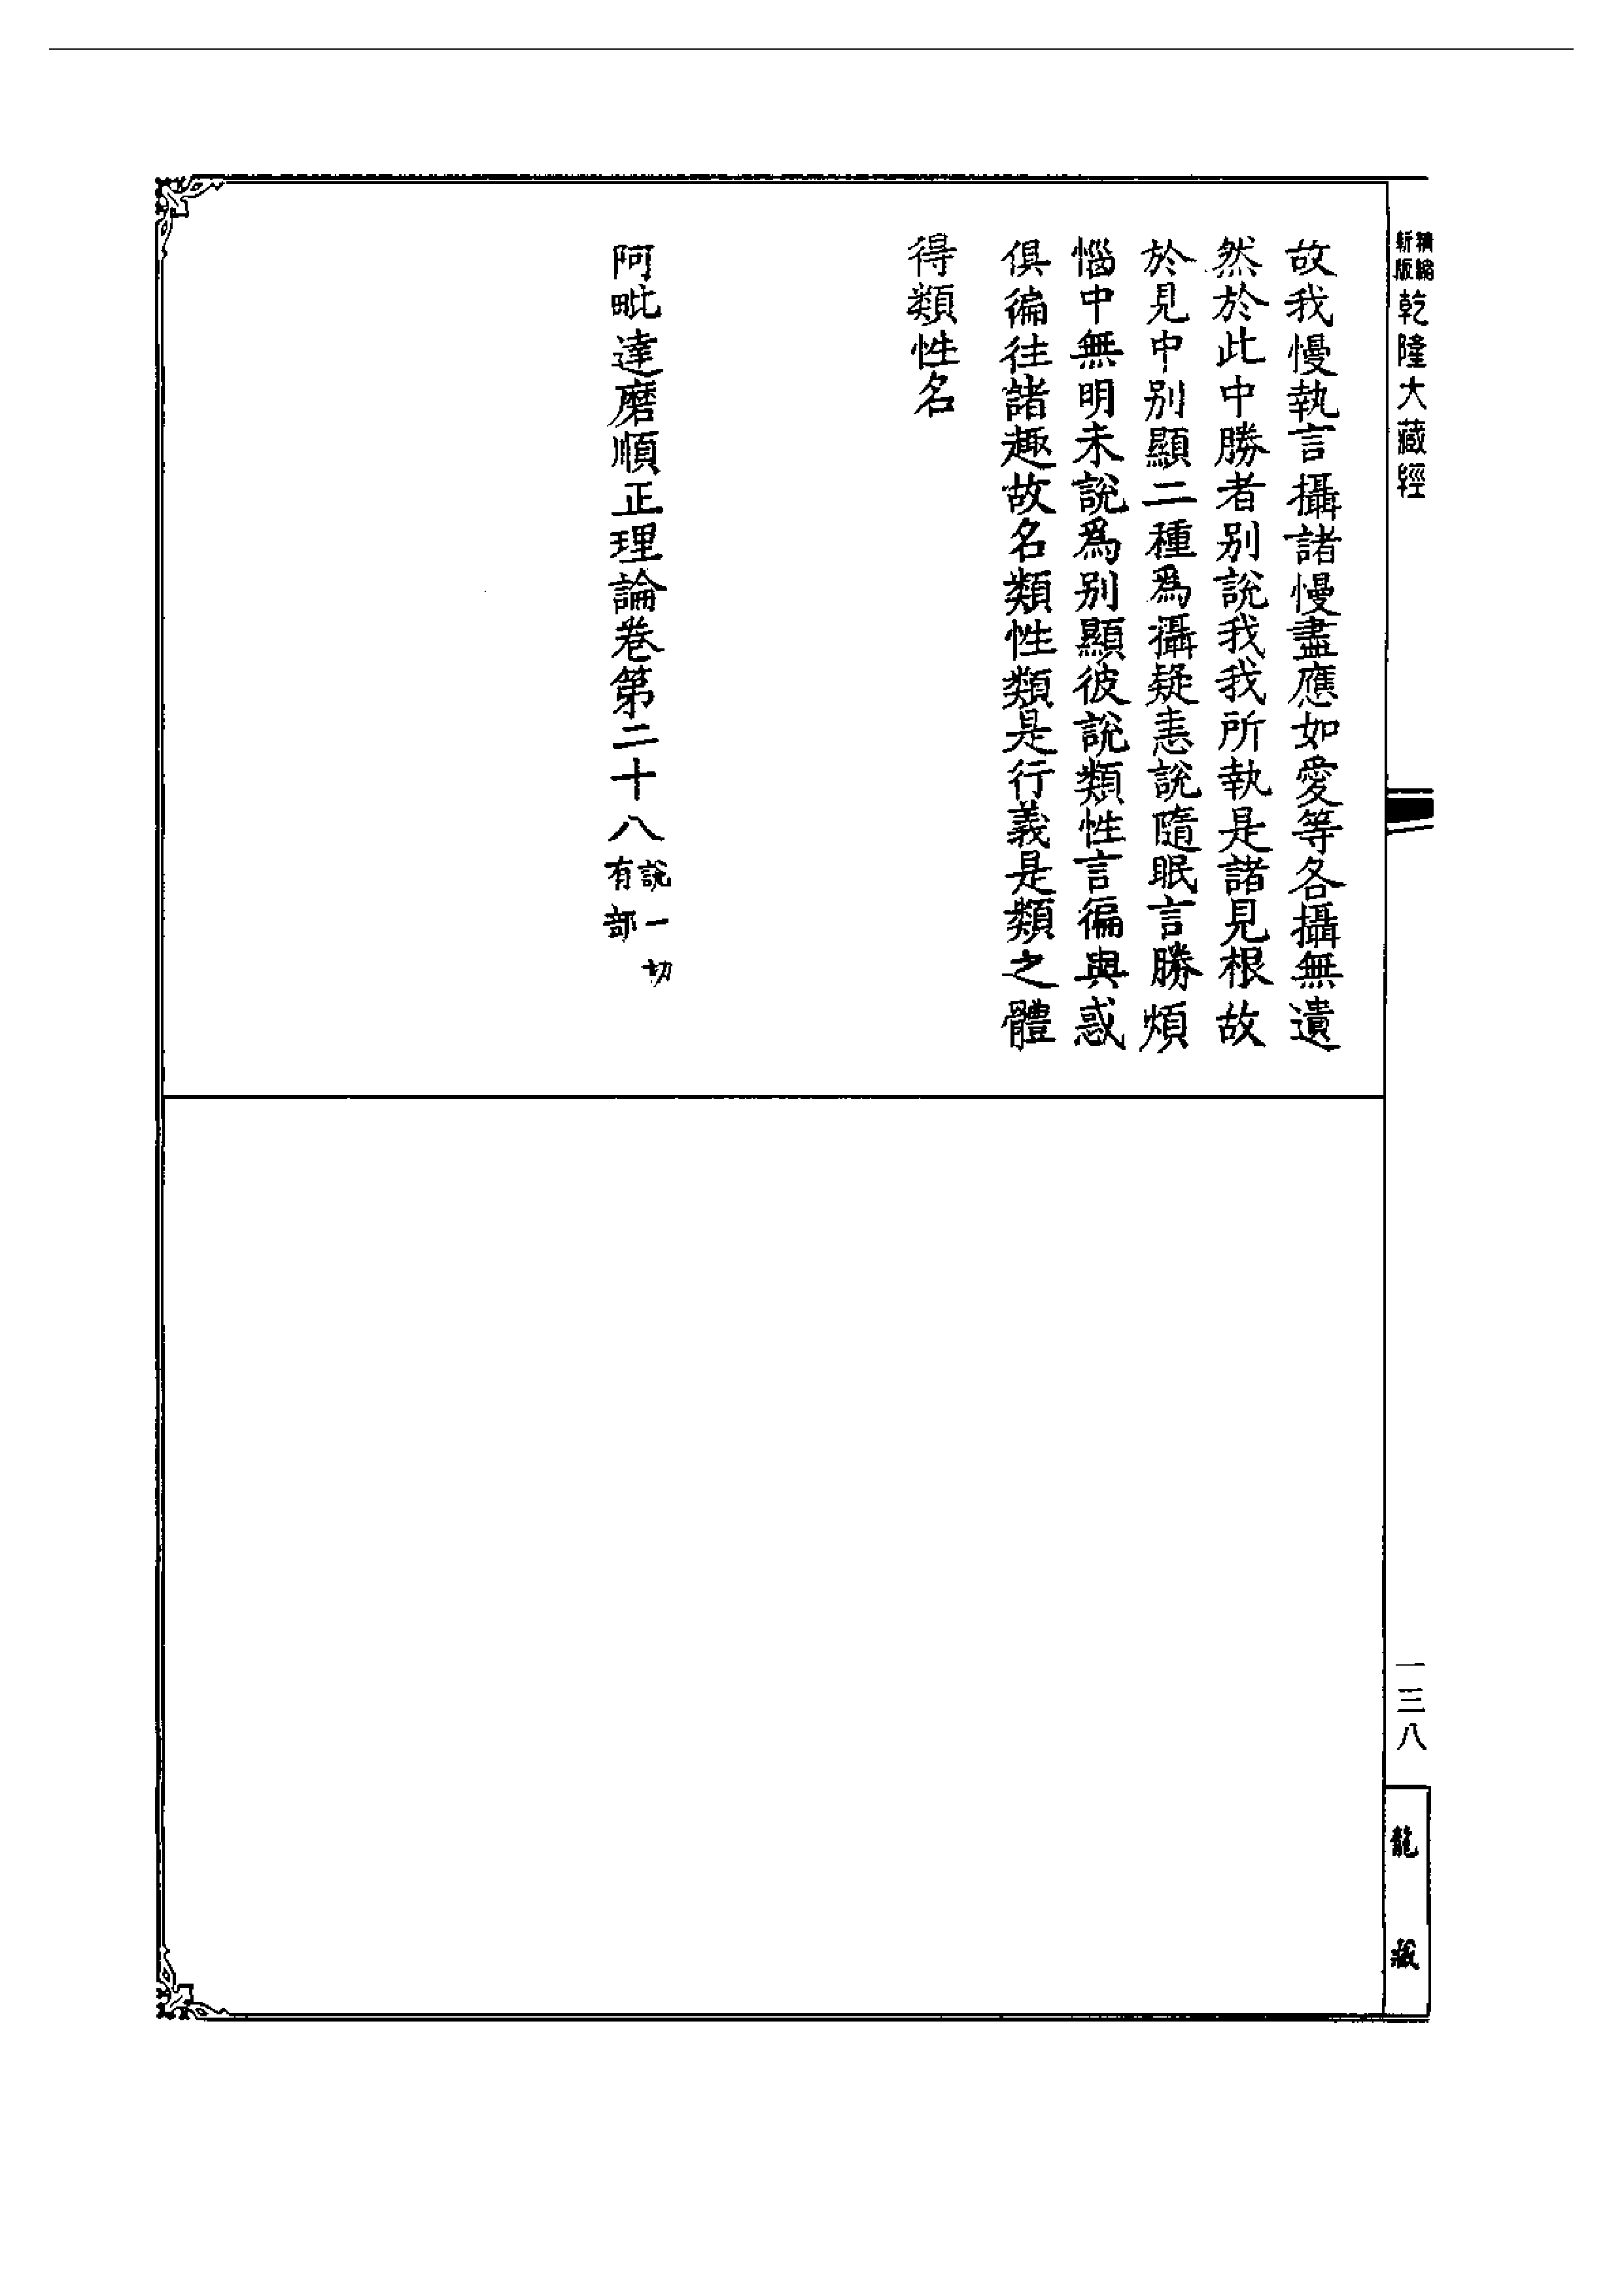 精縮新版乾隆大藏經
故我慢執言攝諸慢盡應如愛等各攝無遺
然於此中勝者别說我我所執是諸見根故
於見中别顯二種爲攝疑恚說隨眠言勝煩
惱中無明未說爲别顯彼說類性言徧與惑
俱徧往諸趣故名類性類是行義是類之體
得類性名
阿毗達磨順正理論卷第二十八說一切有部
一三八
龍藏